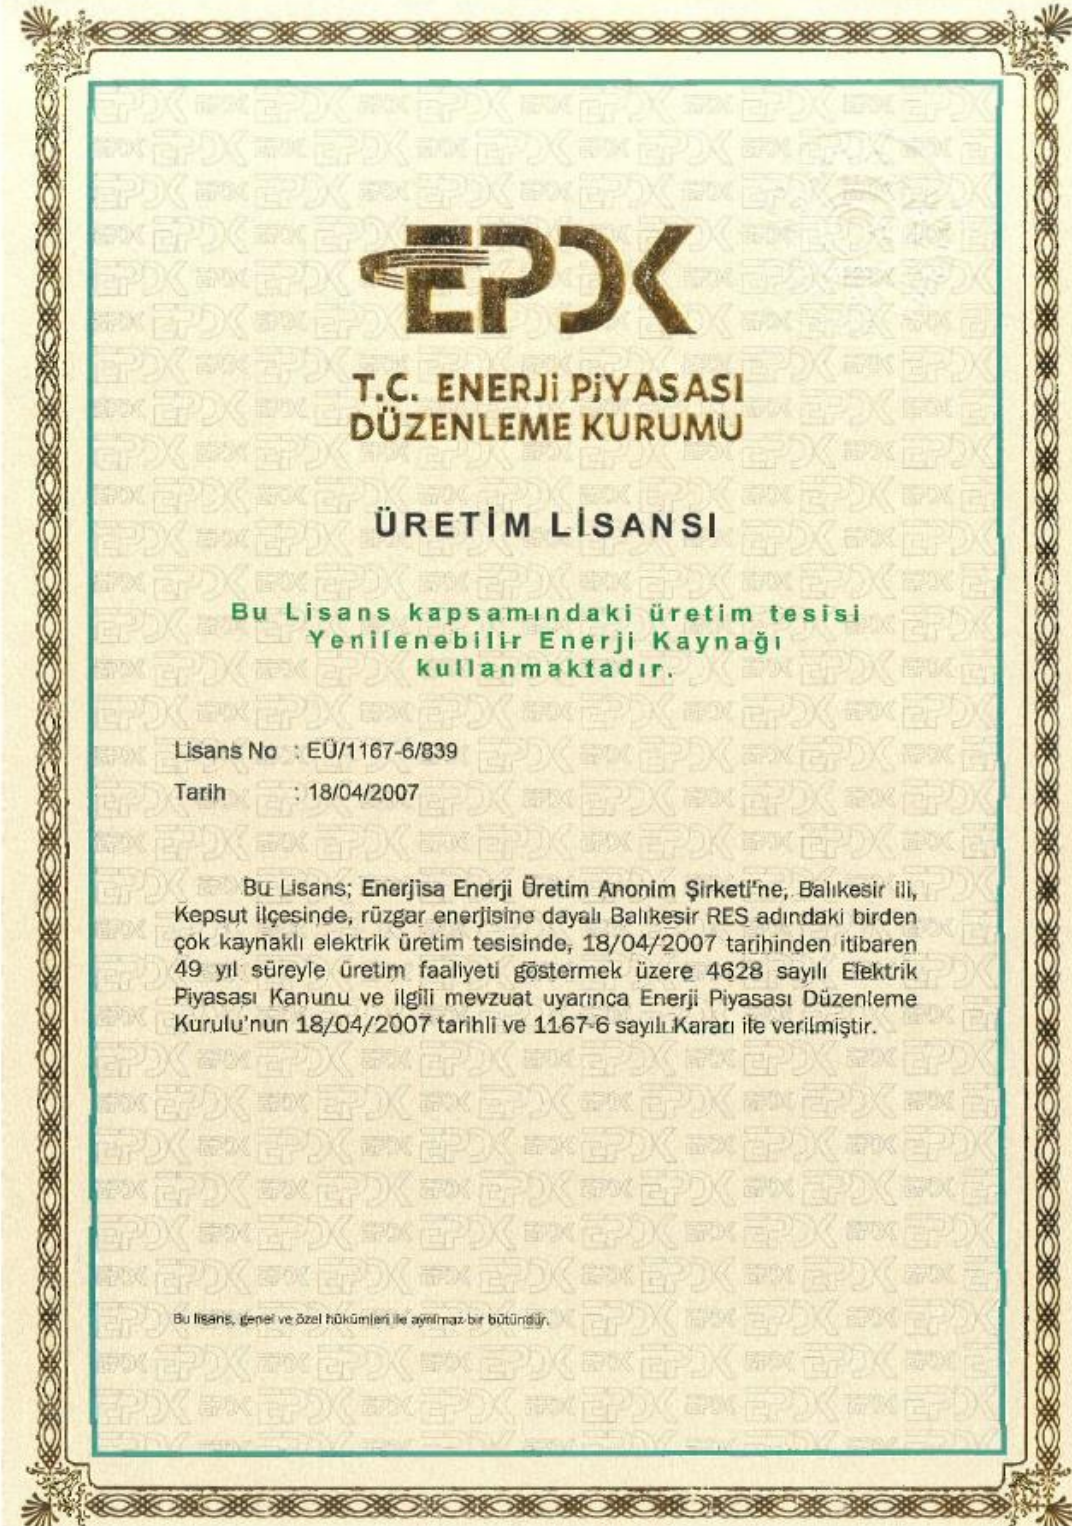 EPDK
T.C. ENERJİ PİYASASI
DÜZENLEME KURUMU
ÜRETİM LİSANSI
Bu Lisans kapsamındaki üretim tesisi
Yenilenebilir Enerji Kaynağı
kullanmaktadır.
Lisans No : EÜ/1167-6/839
Tarih : 18/04/2007
Bu Lisans; Enerjisa Enerji Üretim Anonim Şirketi'ne, Balıkesir ili,
Kepsut ilçesinde, rüzgar enerjisine dayalı Balıkesir RES adındaki birden
çok kaynaklı elektrik üretim tesisinde, 18/04/2007 tarihinden itibaren
49 yıl süreyle üretim faaliyeti göstermek üzere 4628 sayılı Elektrik
Piyasası Kanunu ve ilgili mevzuat uyarınca Enerji Piyasası Düzenleme
Kurulu'nun 18/04/2007 tarihli ve 1167-6 sayılı Kararı ile verilmiştir.
Bu lisans, genel ve özel hükümleri ile ayrılmaz bir bütündür.